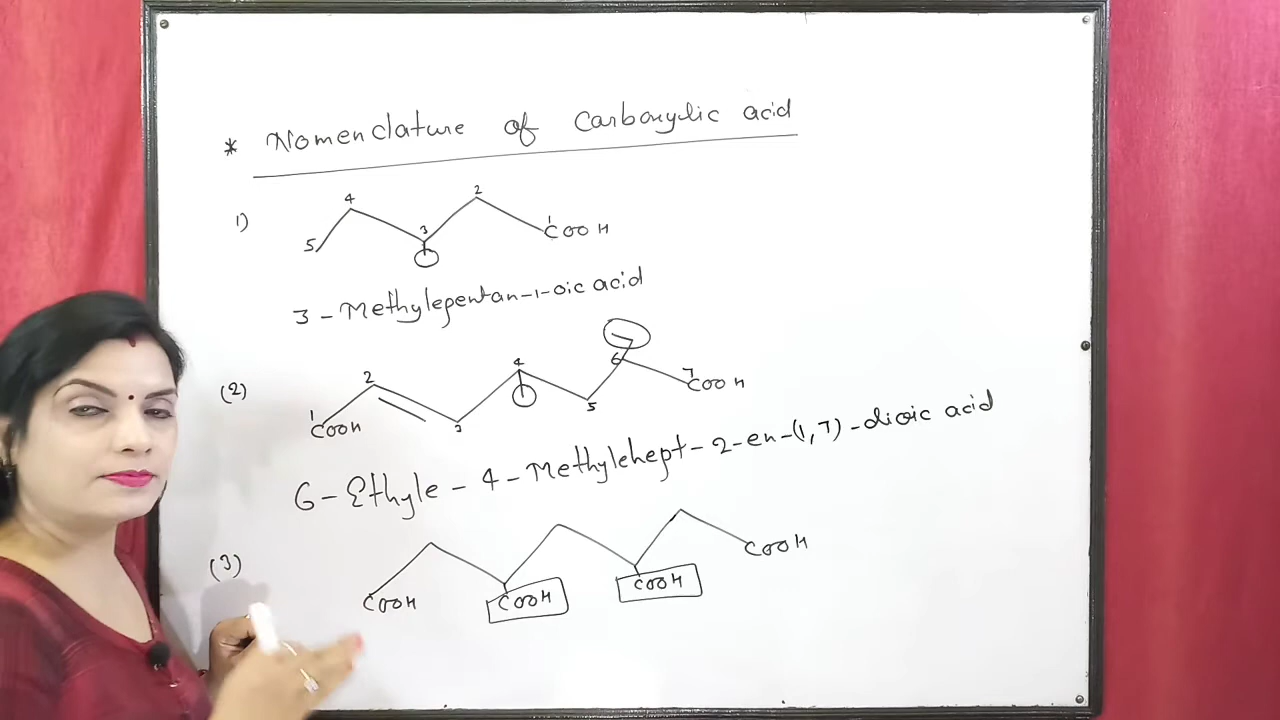 * Nomenclature of Carboxylic acid
1)
5 4 3 2 1 COOH
3-Methylepentan-1-oic acid
(2)
1 COOH 2 3 4 5 6 7 COOH
6-Ethyle-4-Methylehept-2-en-(1,7)-dioic acid
(3)
COOH COOH COOH COOH